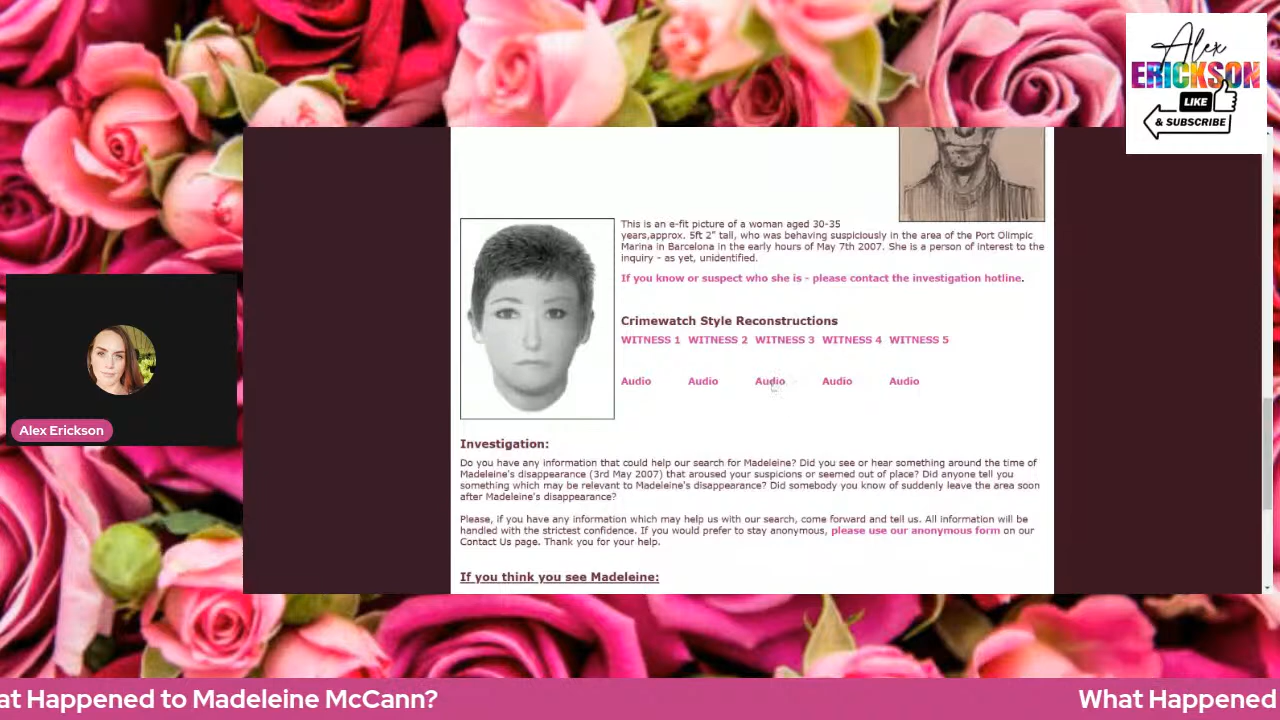 Alex
ERICKSON
LIKE
& SUBSCRIBE
This is an e-fit picture of a woman aged 30-35
years,approx. 5ft 2" tall, who was behaving suspiciously in the area of the Port Olimpic
Marina in Barcelona in the early hours of May 7th 2007. She is a person of interest to the
inquiry - as yet, unidentified.
If you know or suspect who she is - please contact the investigation hotline.
Crimewatch Style Reconstructions
WITNESS 1 WITNESS 2 WITNESS 3 WITNESS 4 WITNESS 5
Audio Audio Audio Audio Audio
Alex Erickson
Investigation:
Do you have any information that could help our search for Madeleine? Did you see or hear something around the time of
Madeleine's disappearance (3rd May 2007) that aroused your suspicions or seemed out of place? Did anyone tell you
something which may be relevant to Madeleine's disappearance? Did somebody you know of suddenly leave the area soon
after Madeleine's disappearance?
Please, if you have any information which may help us with our search, come forward and tell us. All information will be
handled with the strictest confidence. If you would prefer to stay anonymous, please use our anonymous form on our
Contact Us page. Thank you for your help.
If you think you see Madeleine:
at Happened to Madeleine McCann? What Happened